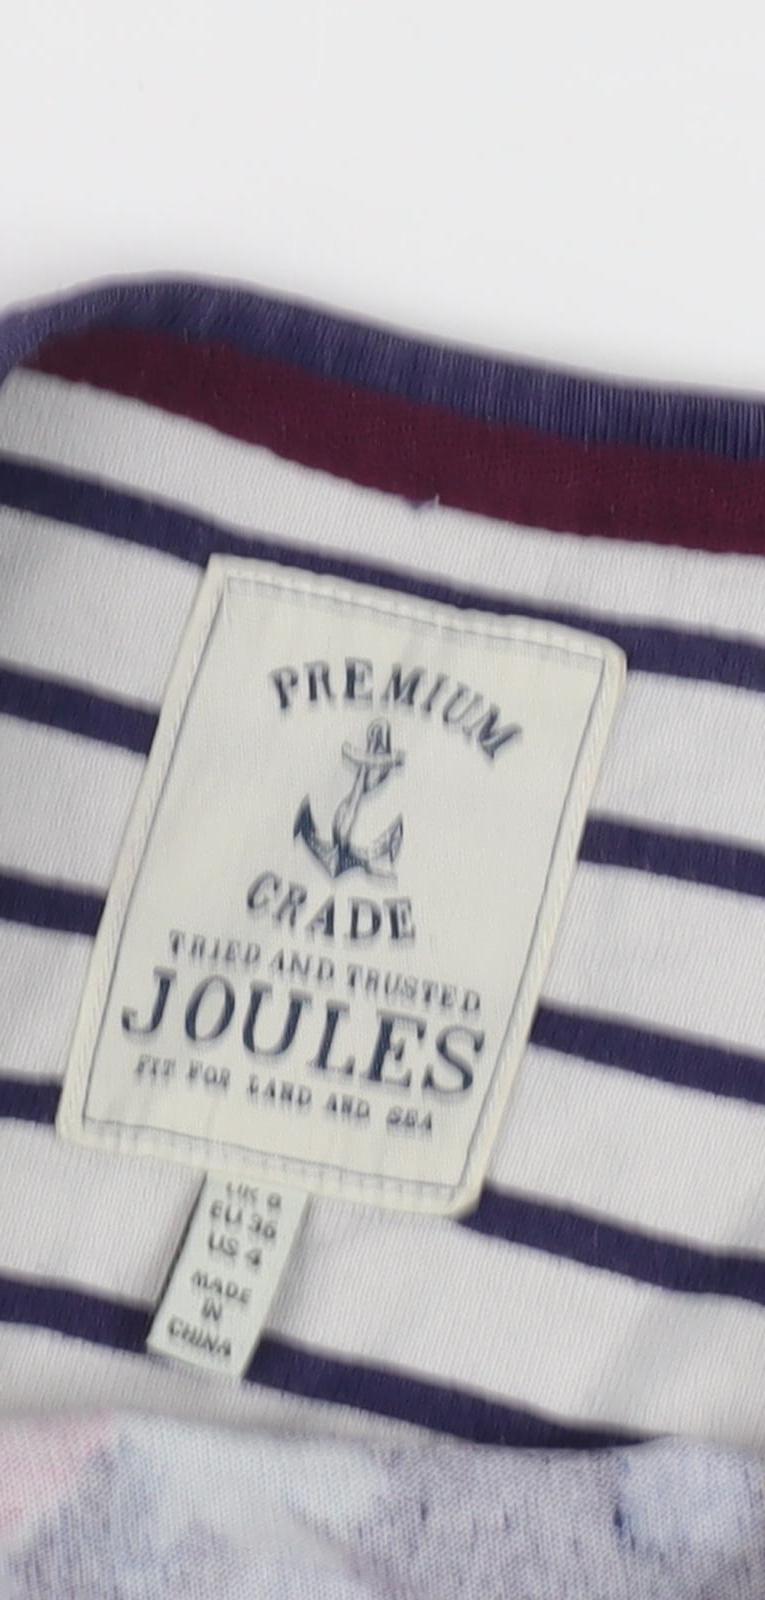 PREMIUM
GRADE
TRIED AND TRUSTED
JOULES
FIT FOR LAND AND SEA
UK 8
EU 36
US 4
MADE
IN
CHINA